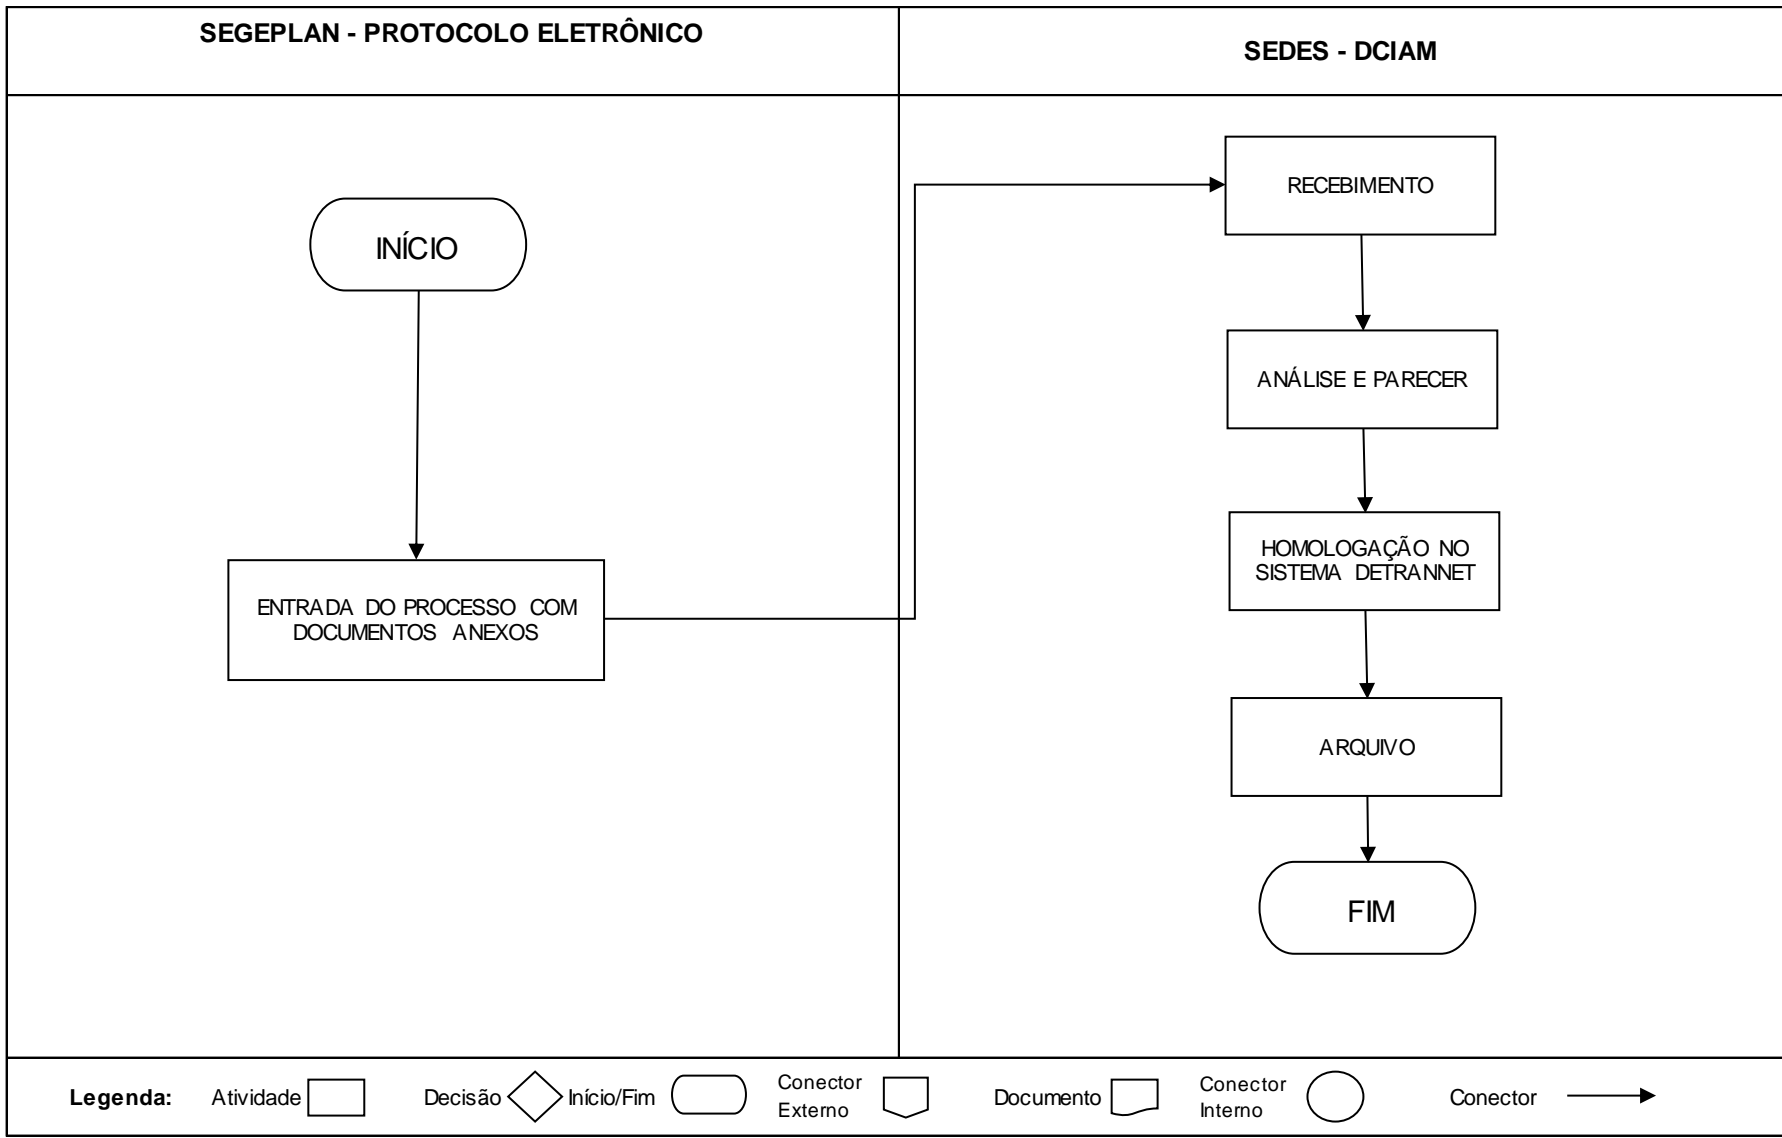 SEGEPLAN - PROTOCOLO ELETRÔNICO
SEDES - DCIAM
INÍCIO
ENTRADA DO PROCESSO COM
DOCUMENTOS ANEXOS
RECEBIMENTO
ANÁLISE E PARECER
HOMOLOGAÇÃO NO
SISTEMA DETRANNET
ARQUIVO
FIM
Legenda:
Atividade
Decisão
Início/Fim
Conector
Externo
Documento
Conector
Interno
Conector